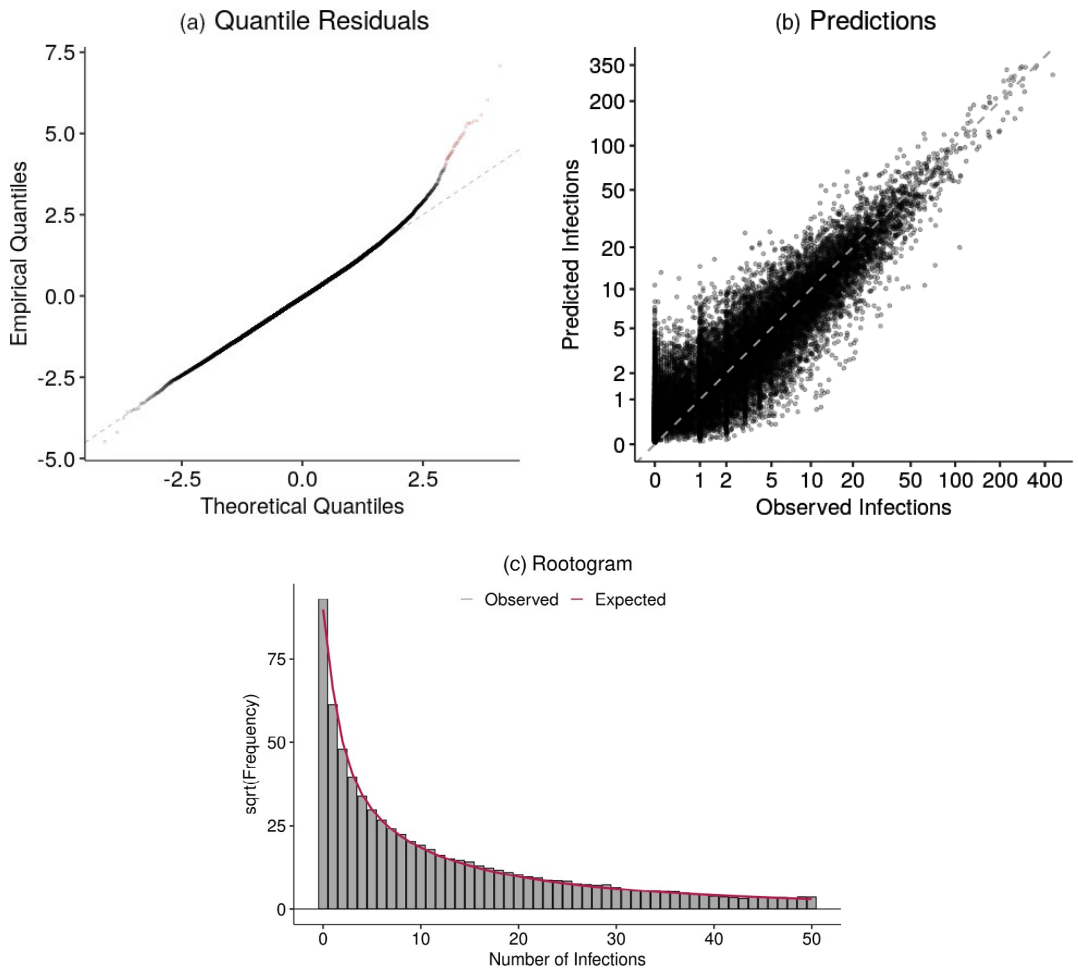 (a) Quantile Residuals
7.5
5.0
2.5
0.0
-2.5
-5.0
Empirical Quantiles
-2.5 0.0 2.5
Theoretical Quantiles
(b) Predictions
350
200
100
50
20
10
5
2
1
0
Predicted Infections
0 1 2 5 10 20 50 100 200 400
Observed Infections
(c) Rootogram
Observed Expected
75
50
25
0
sqrt(Frequency)
0 10 20 30 40 50
Number of Infections